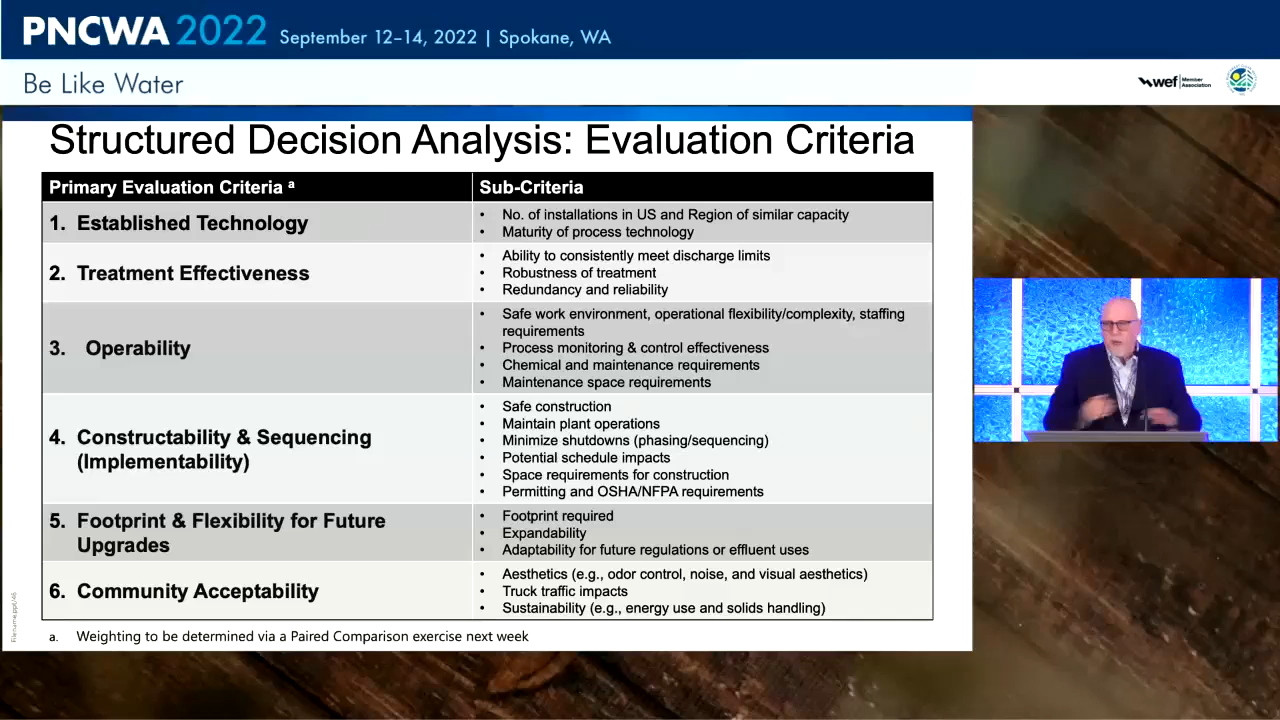 PNCWA 2022 September 12–14, 2022 | Spokane, WA
Be Like Water
wef Member Association
Structured Decision Analysis: Evaluation Criteria
Primary Evaluation Criteria a
Sub-Criteria
1. Established Technology
• No. of installations in US and Region of similar capacity
• Maturity of process technology
2. Treatment Effectiveness
• Ability to consistently meet discharge limits
• Robustness of treatment
• Redundancy and reliability
3. Operability
• Safe work environment, operational flexibility/complexity, staffing
requirements
• Process monitoring & control effectiveness
• Chemical and maintenance requirements
• Maintenance space requirements
4. Constructability & Sequencing
(Implementability)
• Safe construction
• Maintain plant operations
• Minimize shutdowns (phasing/sequencing)
• Potential schedule impacts
• Space requirements for construction
• Permitting and OSHA/NFPA requirements
5. Footprint & Flexibility for Future
Upgrades
• Footprint required
• Expandability
• Adaptability for future regulations or effluent uses
6. Community Acceptability
• Aesthetics (e.g., odor control, noise, and visual aesthetics)
• Truck traffic impacts
• Sustainability (e.g., energy use and solids handling)
a. Weighting to be determined via a Paired Comparison exercise next week
Filename.ppt/46